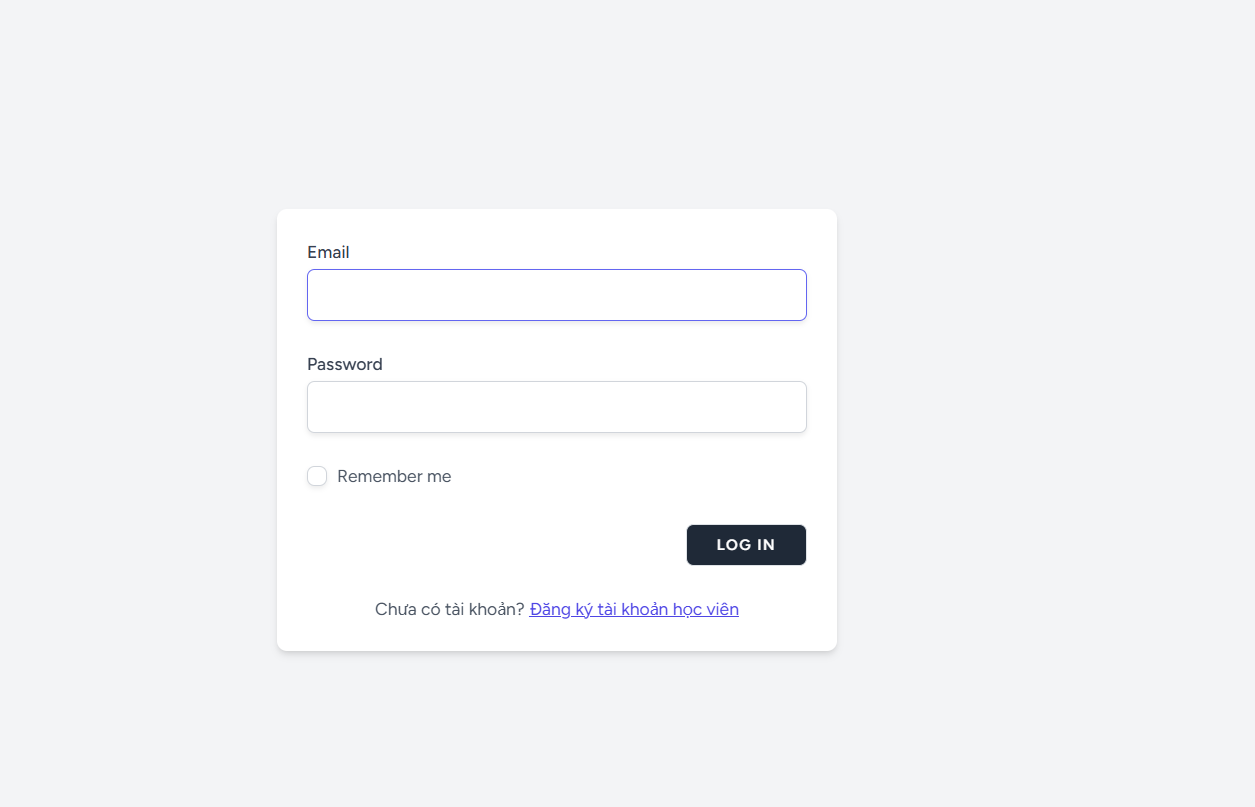 Email
Password
Remember me
LOG IN
Chưa có tài khoản? Đăng ký tài khoản học viên